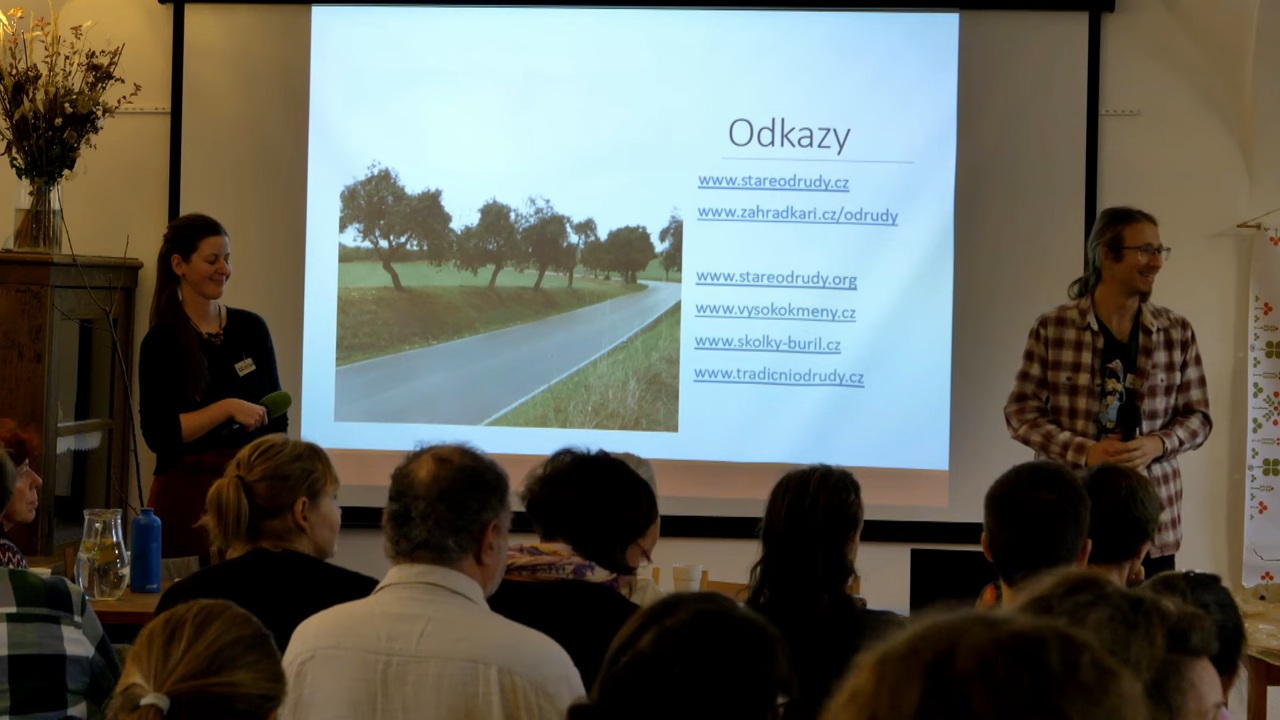 Odkazy
www.stareodrudy.cz
www.zahradkari.cz/odrudy
www.stareodrudy.org
www.vysokokmeny.cz
www.skolky-buril.cz
www.tradicniodrudy.cz